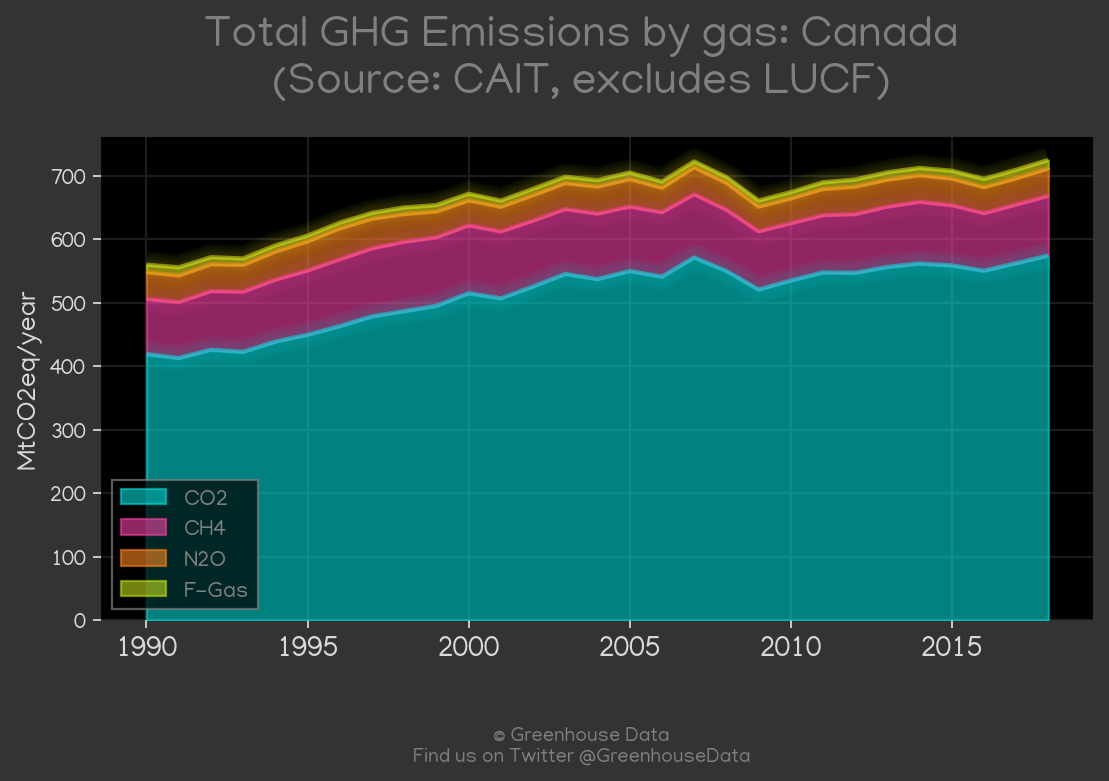 Total GHG Emissions by gas: Canada
(Source: CAIT, excludes LUCF)
MtCO2eq/year
700
600
500
400
300
200
100
0
CO2
CH4
N2O
F-Gas
1990 1995 2000 2005 2010 2015
© Greenhouse Data
Find us on Twitter @GreenhouseData